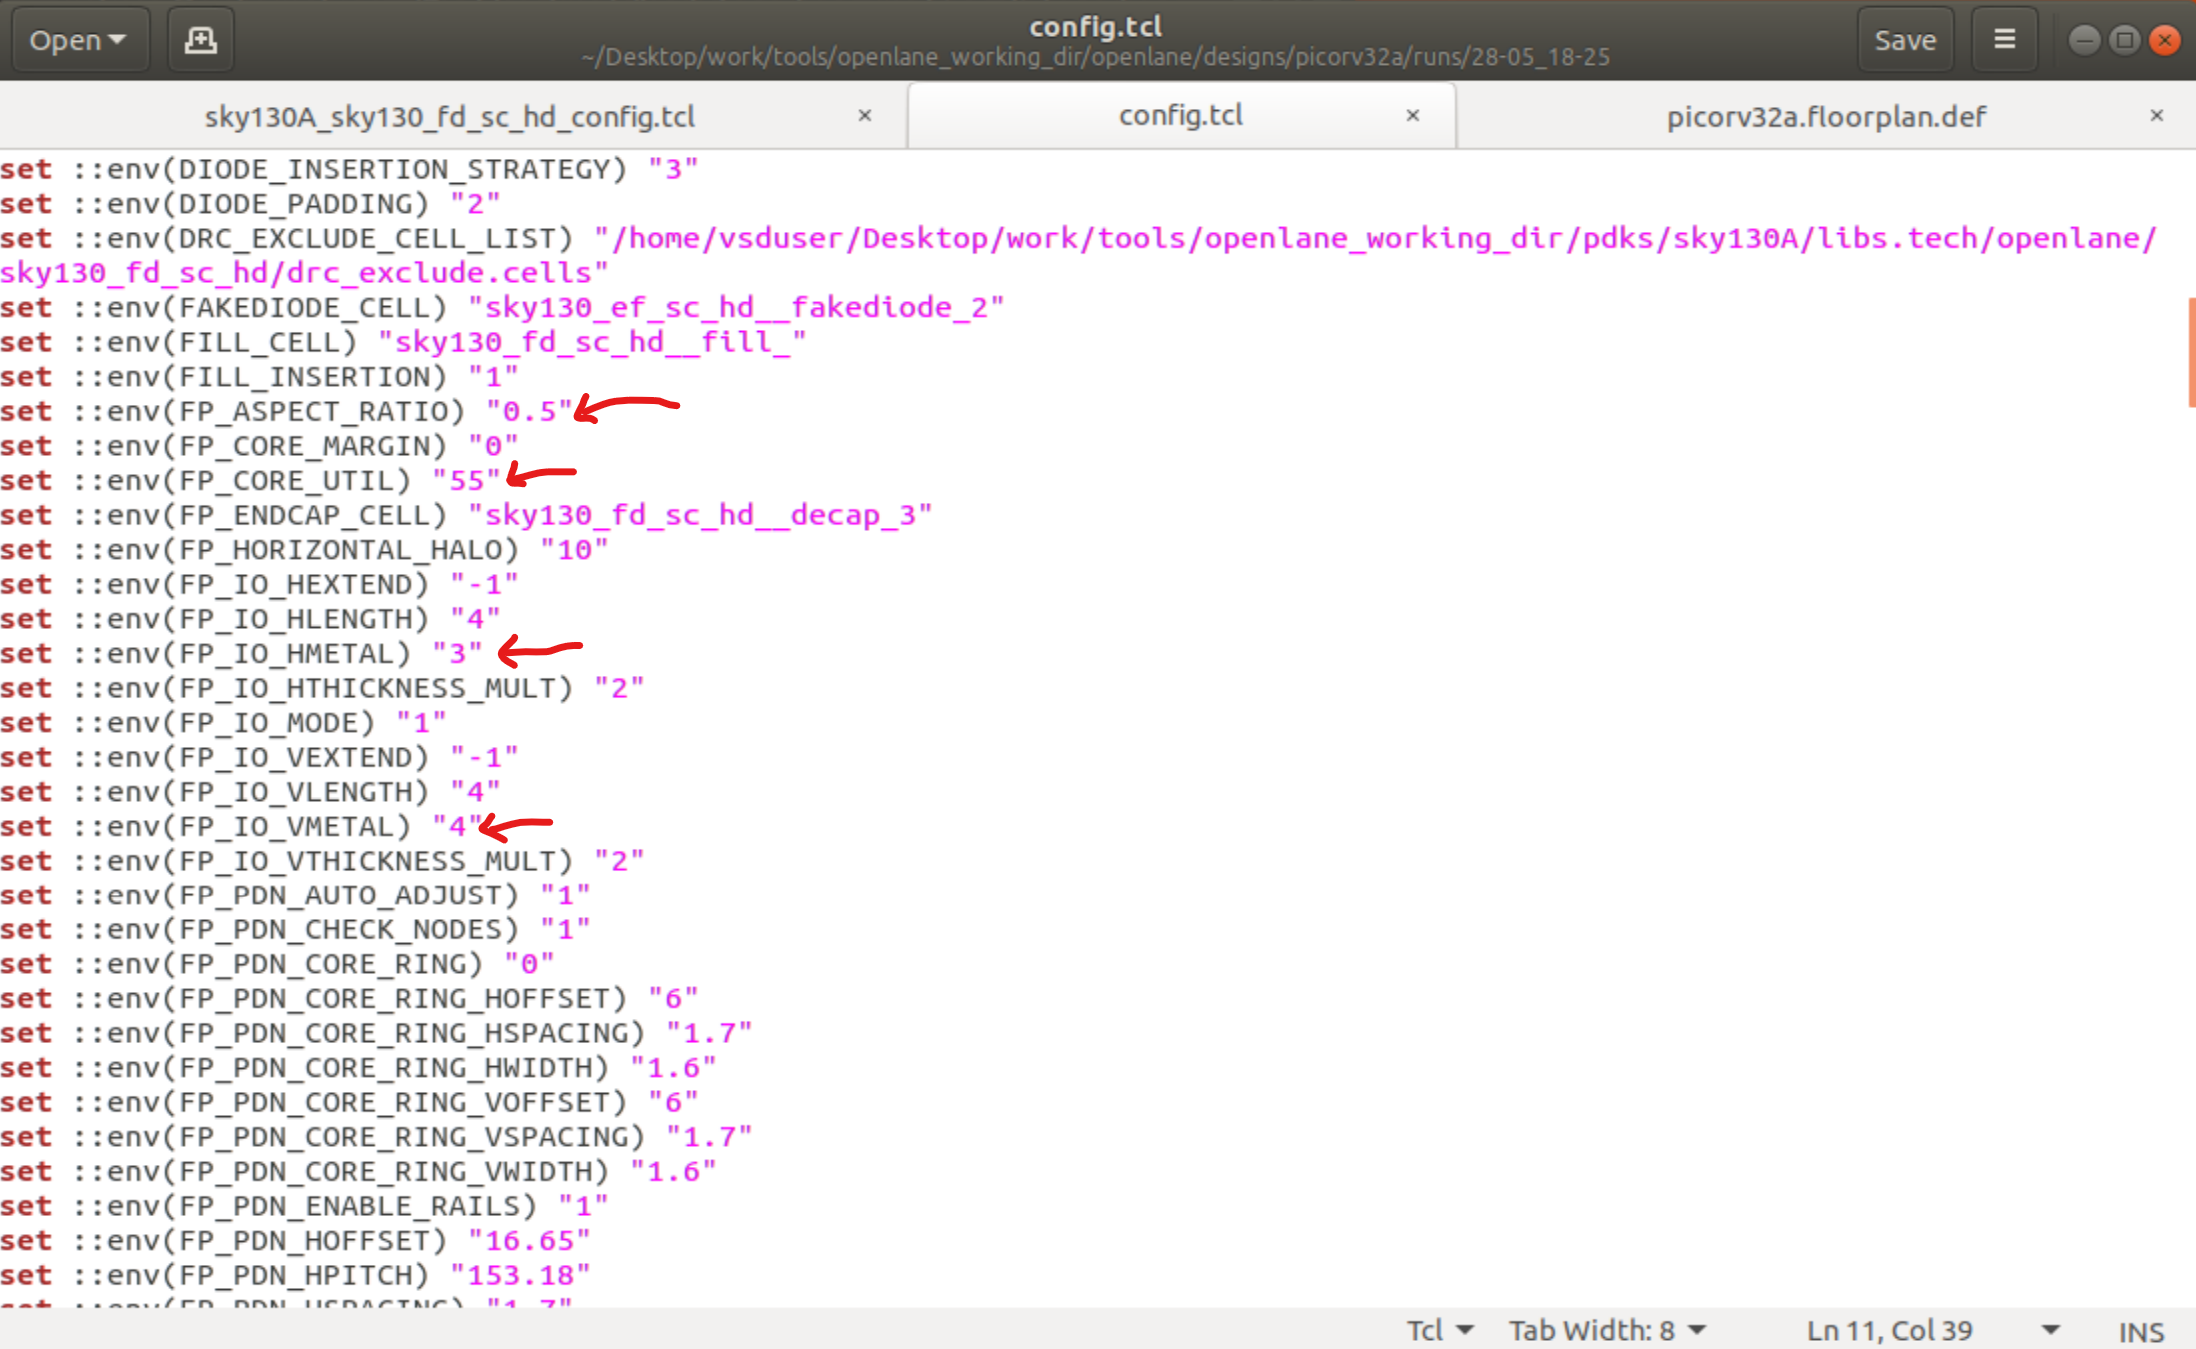 Open
config.tcl
~/Desktop/work/tools/openlane_working_dir/openlane/designs/picorv32a/runs/28-05_18-25
Save
sky130A_sky130_fd_sc_hd_config.tcl × config.tcl × picorv32a.floorplan.def ×
set ::env(DIODE_INSERTION_STRATEGY) "3"
set ::env(DIODE_PADDING) "2"
set ::env(DRC_EXCLUDE_CELL_LIST) "/home/vsduser/Desktop/work/tools/openlane_working_dir/pdks/sky130A/libs.tech/openlane/
sky130_fd_sc_hd/drc_exclude.cells"
set ::env(FAKEDIODE_CELL) "sky130_ef_sc_hd__fakediode_2"
set ::env(FILL_CELL) "sky130_fd_sc_hd__fill_"
set ::env(FILL_INSERTION) "1"
set ::env(FP_ASPECT_RATIO) "0.5"
set ::env(FP_CORE_MARGIN) "0"
set ::env(FP_CORE_UTIL) "55"
set ::env(FP_ENDCAP_CELL) "sky130_fd_sc_hd__decap_3"
set ::env(FP_HORIZONTAL_HALO) "10"
set ::env(FP_IO_HEXTEND) "-1"
set ::env(FP_IO_HLENGTH) "4"
set ::env(FP_IO_HMETAL) "3"
set ::env(FP_IO_HTHICKNESS_MULT) "2"
set ::env(FP_IO_MODE) "1"
set ::env(FP_IO_VEXTEND) "-1"
set ::env(FP_IO_VLENGTH) "4"
set ::env(FP_IO_VMETAL) "4"
set ::env(FP_IO_VTHICKNESS_MULT) "2"
set ::env(FP_PDN_AUTO_ADJUST) "1"
set ::env(FP_PDN_CHECK_NODES) "1"
set ::env(FP_PDN_CORE_RING) "0"
set ::env(FP_PDN_CORE_RING_HOFFSET) "6"
set ::env(FP_PDN_CORE_RING_HSPACING) "1.7"
set ::env(FP_PDN_CORE_RING_HWIDTH) "1.6"
set ::env(FP_PDN_CORE_RING_VOFFSET) "6"
set ::env(FP_PDN_CORE_RING_VSPACING) "1.7"
set ::env(FP_PDN_CORE_RING_VWIDTH) "1.6"
set ::env(FP_PDN_ENABLE_RAILS) "1"
set ::env(FP_PDN_HOFFSET) "16.65"
set ::env(FP_PDN_HPITCH) "153.18"
set ::env(FP_PDN_HSPACING) "1.7"
Tcl Tab Width: 8 Ln 11, Col 39 INS